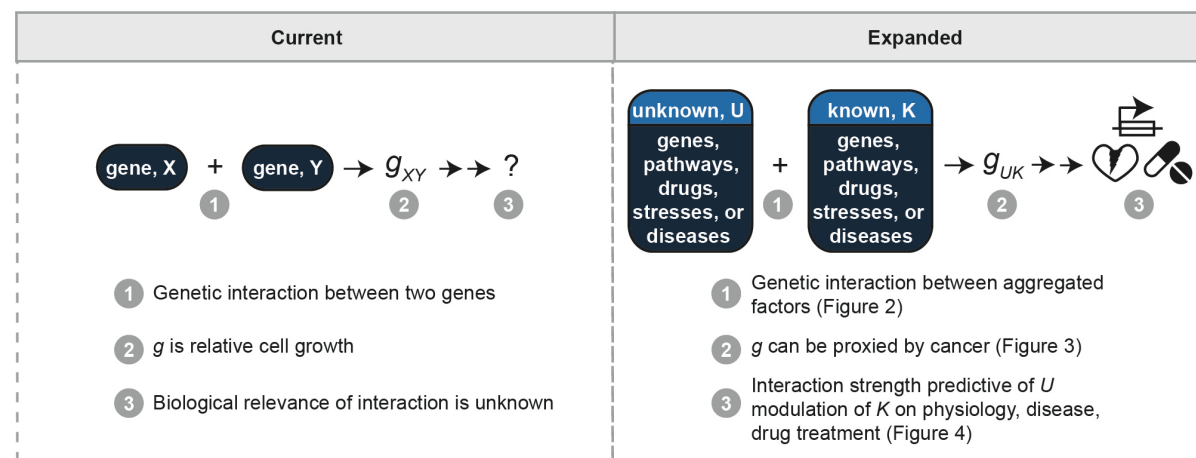 Current
Expanded
gene, X + gene, Y → g_XY → → ?
1 2 3
unknown, U
genes,
pathways,
drugs,
stresses, or
diseases
+
known, K
genes,
pathways,
drugs,
stresses, or
diseases
→ g_UK → →
1 2 3
1 Genetic interaction between two genes
2 g is relative cell growth
3 Biological relevance of interaction is unknown
1 Genetic interaction between aggregated
factors (Figure 2)
2 g can be proxied by cancer (Figure 3)
3 Interaction strength predictive of U
modulation of K on physiology, disease,
drug treatment (Figure 4)